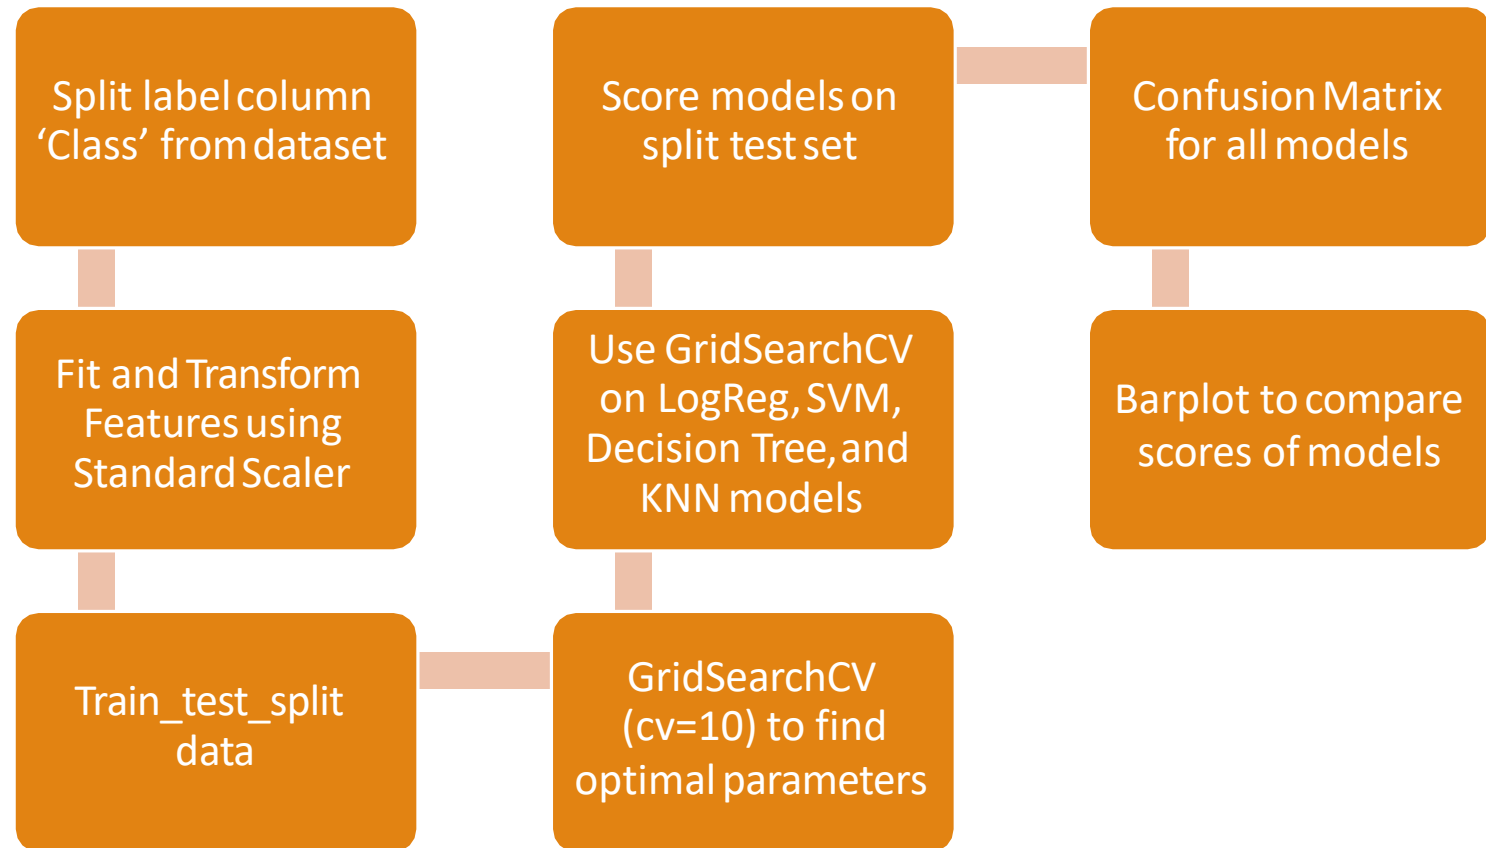 Split label column
‘Class’ from dataset
Fit and Transform
Features using
Standard Scaler
Train_test_split
data
GridSearchCV
(cv=10) to find
optimal parameters
Use GridSearchCV
on LogReg, SVM,
Decision Tree, and
KNN models
Score models on
split test set
Confusion Matrix
for all models
Barplot to compare
scores of models